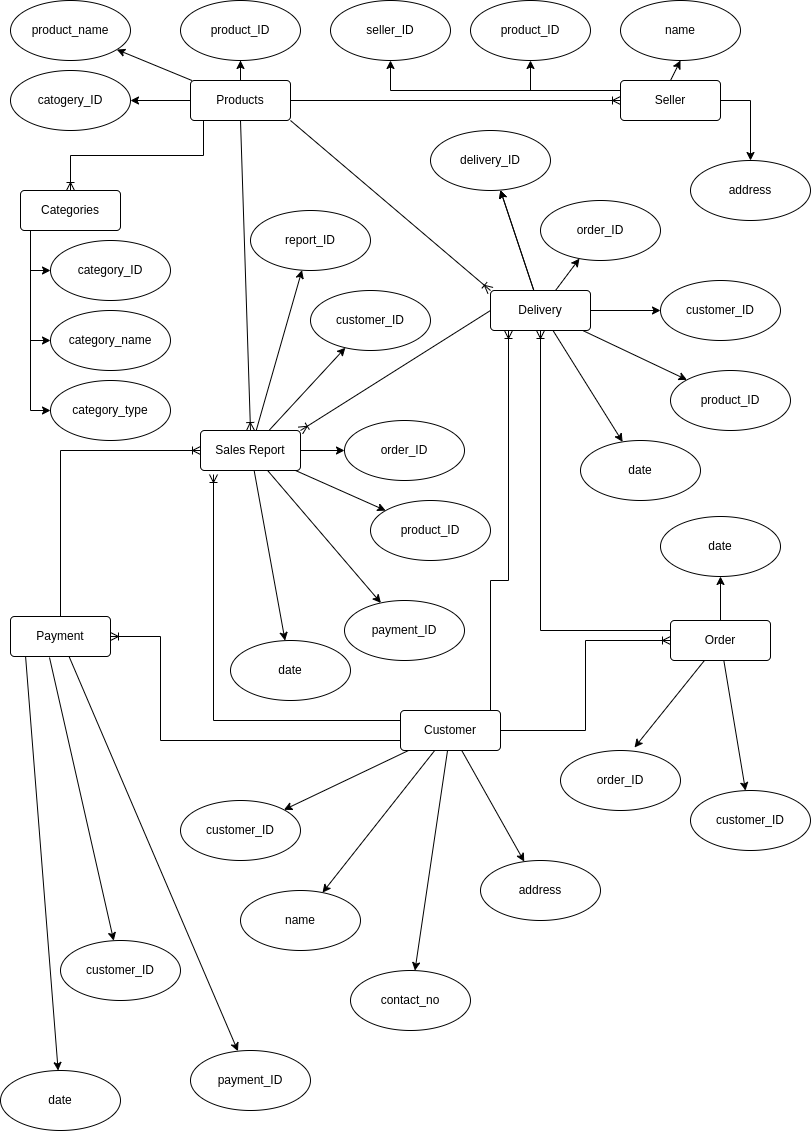 product_name
product_ID
seller_ID
product_ID
name
catogery_ID
Products
Seller
delivery_ID
address
Categories
report_ID
order_ID
category_ID
customer_ID
Delivery
customer_ID
category_name
product_ID
category_type
Sales Report
order_ID
date
product_ID
date
Payment
payment_ID
Order
date
Customer
order_ID
customer_ID
customer_ID
name
address
customer_ID
contact_no
payment_ID
date